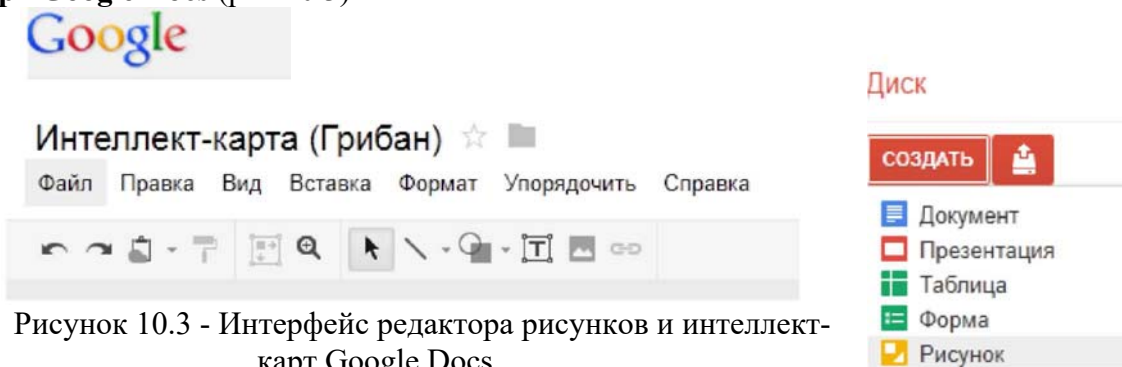 Google
Интеллект-карта (Грибан)
Файл Правка Вид Вставка Формат Упорядочить Справка
Рисунок 10.3 - Интерфейс редактора рисунков и интеллект-
карт Google Docs
Диск
СОЗДАТЬ
Документ
Презентация
Таблица
Форма
Рисунок